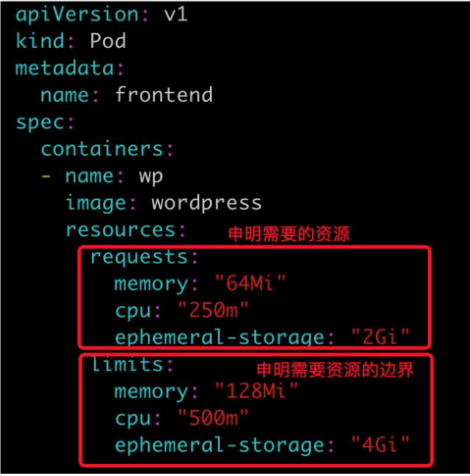 apiVersion: v1
kind: Pod
metadata:
  name: frontend
spec:
  containers:
  - name: wp
    image: wordpress
    resources: 申明需要的资源
      requests:
        memory: "64Mi"
        cpu: "250m"
        ephemeral-storage: "2Gi"
      limits: 申明需要资源的边界
        memory: "128Mi"
        cpu: "500m"
        ephemeral-storage: "4Gi"